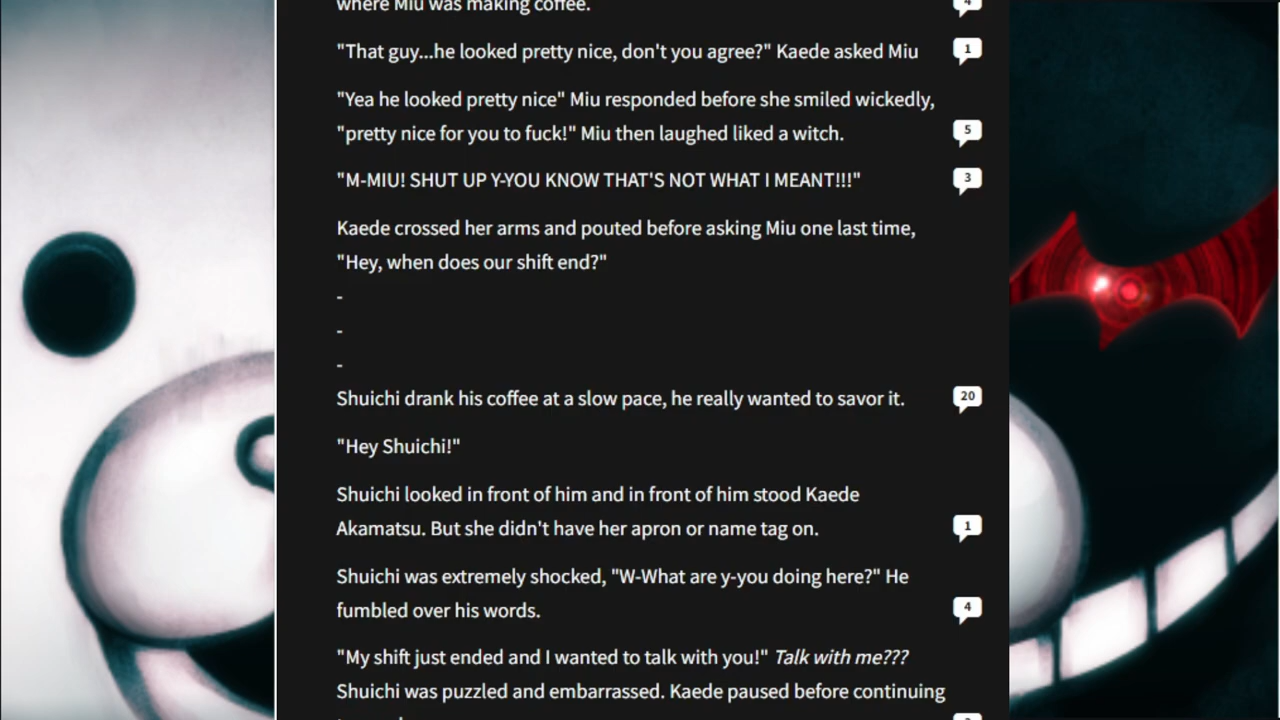 where Miu was making coffee.
4
"That guy...he looked pretty nice, don't you agree?" Kaede asked Miu
1
"Yea he looked pretty nice" Miu responded before she smiled wickedly,
"pretty nice for you to fuck!" Miu then laughed liked a witch.
5
"M-MIU! SHUT UP Y-YOU KNOW THAT'S NOT WHAT I MEANT!!!"
3
Kaede crossed her arms and pouted before asking Miu one last time,
"Hey, when does our shift end?"
-
-
-
Shuichi drank his coffee at a slow pace, he really wanted to savor it.
20
"Hey Shuichi!"
Shuichi looked in front of him and in front of him stood Kaede
Akamatsu. But she didn't have her apron or name tag on.
1
Shuichi was extremely shocked, "W-What are y-you doing here?" He
fumbled over his words.
4
"My shift just ended and I wanted to talk with you!" Talk with me???
Shuichi was puzzled and embarrassed. Kaede paused before continuing